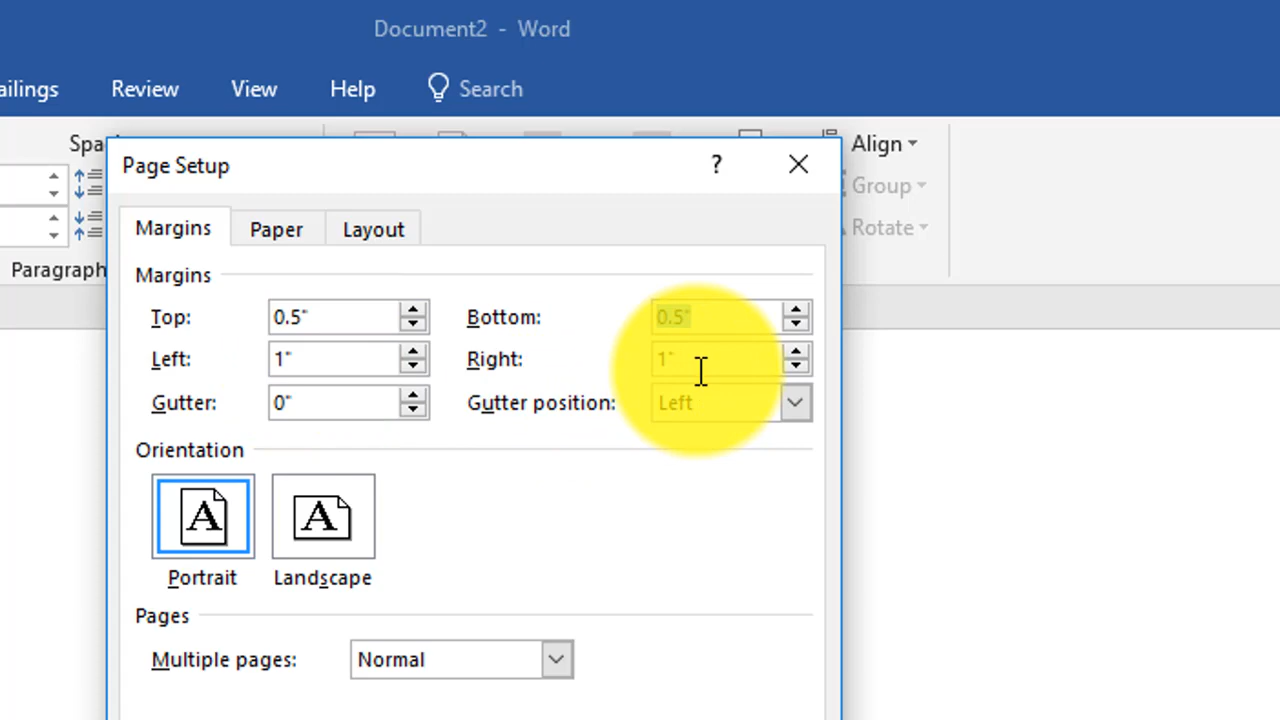 Document2 - Word
ailings Review View Help Search
Spa Align
Group
Rotate
Paragraph
Page Setup ?
Margins Paper Layout
Margins
Top: 0.5" Bottom: 0.5"
Left: 1" Right: 1"
Gutter: 0" Gutter position: Left
Orientation
A A
Portrait Landscape
Pages
Multiple pages: Normal